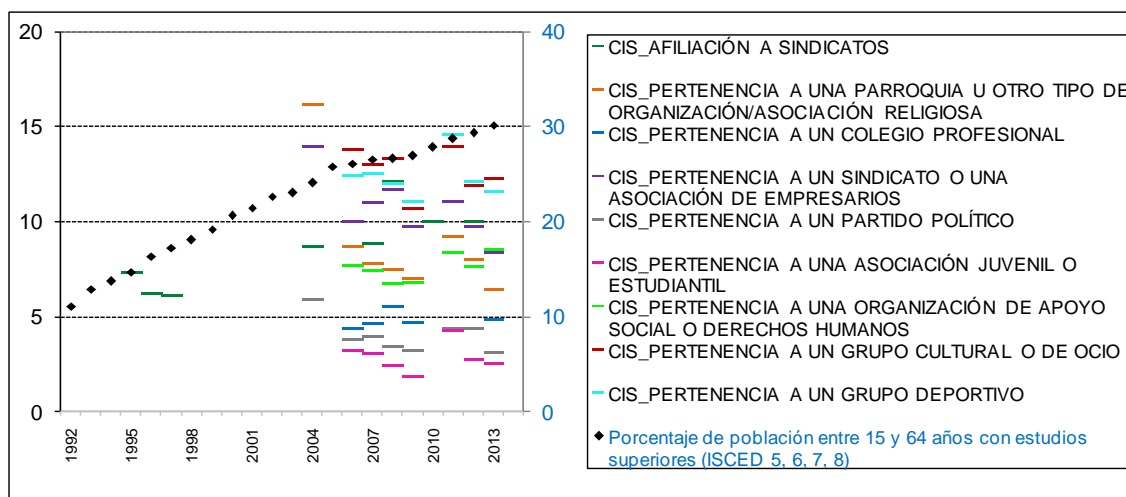 20
15
10
5
0
40
30
20
10
0
1992
1995
1998
2001
2004
2007
2010
2013
CIS_AFILIACIÓN A SINDICATOS
CIS_PERTENENCIA A UNA PARROQUIA U OTRO TIPO DE
ORGANIZACIÓN/ASOCIACIÓN RELIGIOSA
CIS_PERTENENCIA A UN COLEGIO PROFESIONAL
CIS_PERTENENCIA A UN SINDICATO O UNA
ASOCIACIÓN DE EMPRESARIOS
CIS_PERTENENCIA A UN PARTIDO POLÍTICO
CIS_PERTENENCIA A UNA ASOCIACIÓN JUVENIL O
ESTUDIANTIL
CIS_PERTENENCIA A UNA ORGANIZACIÓN DE APOYO
SOCIAL O DERECHOS HUMANOS
CIS_PERTENENCIA A UN GRUPO CULTURAL O DE OCIO
CIS_PERTENENCIA A UN GRUPO DEPORTIVO
Porcentaje de población entre 15 y 64 años con estudios
superiores (ISCED 5, 6, 7, 8)